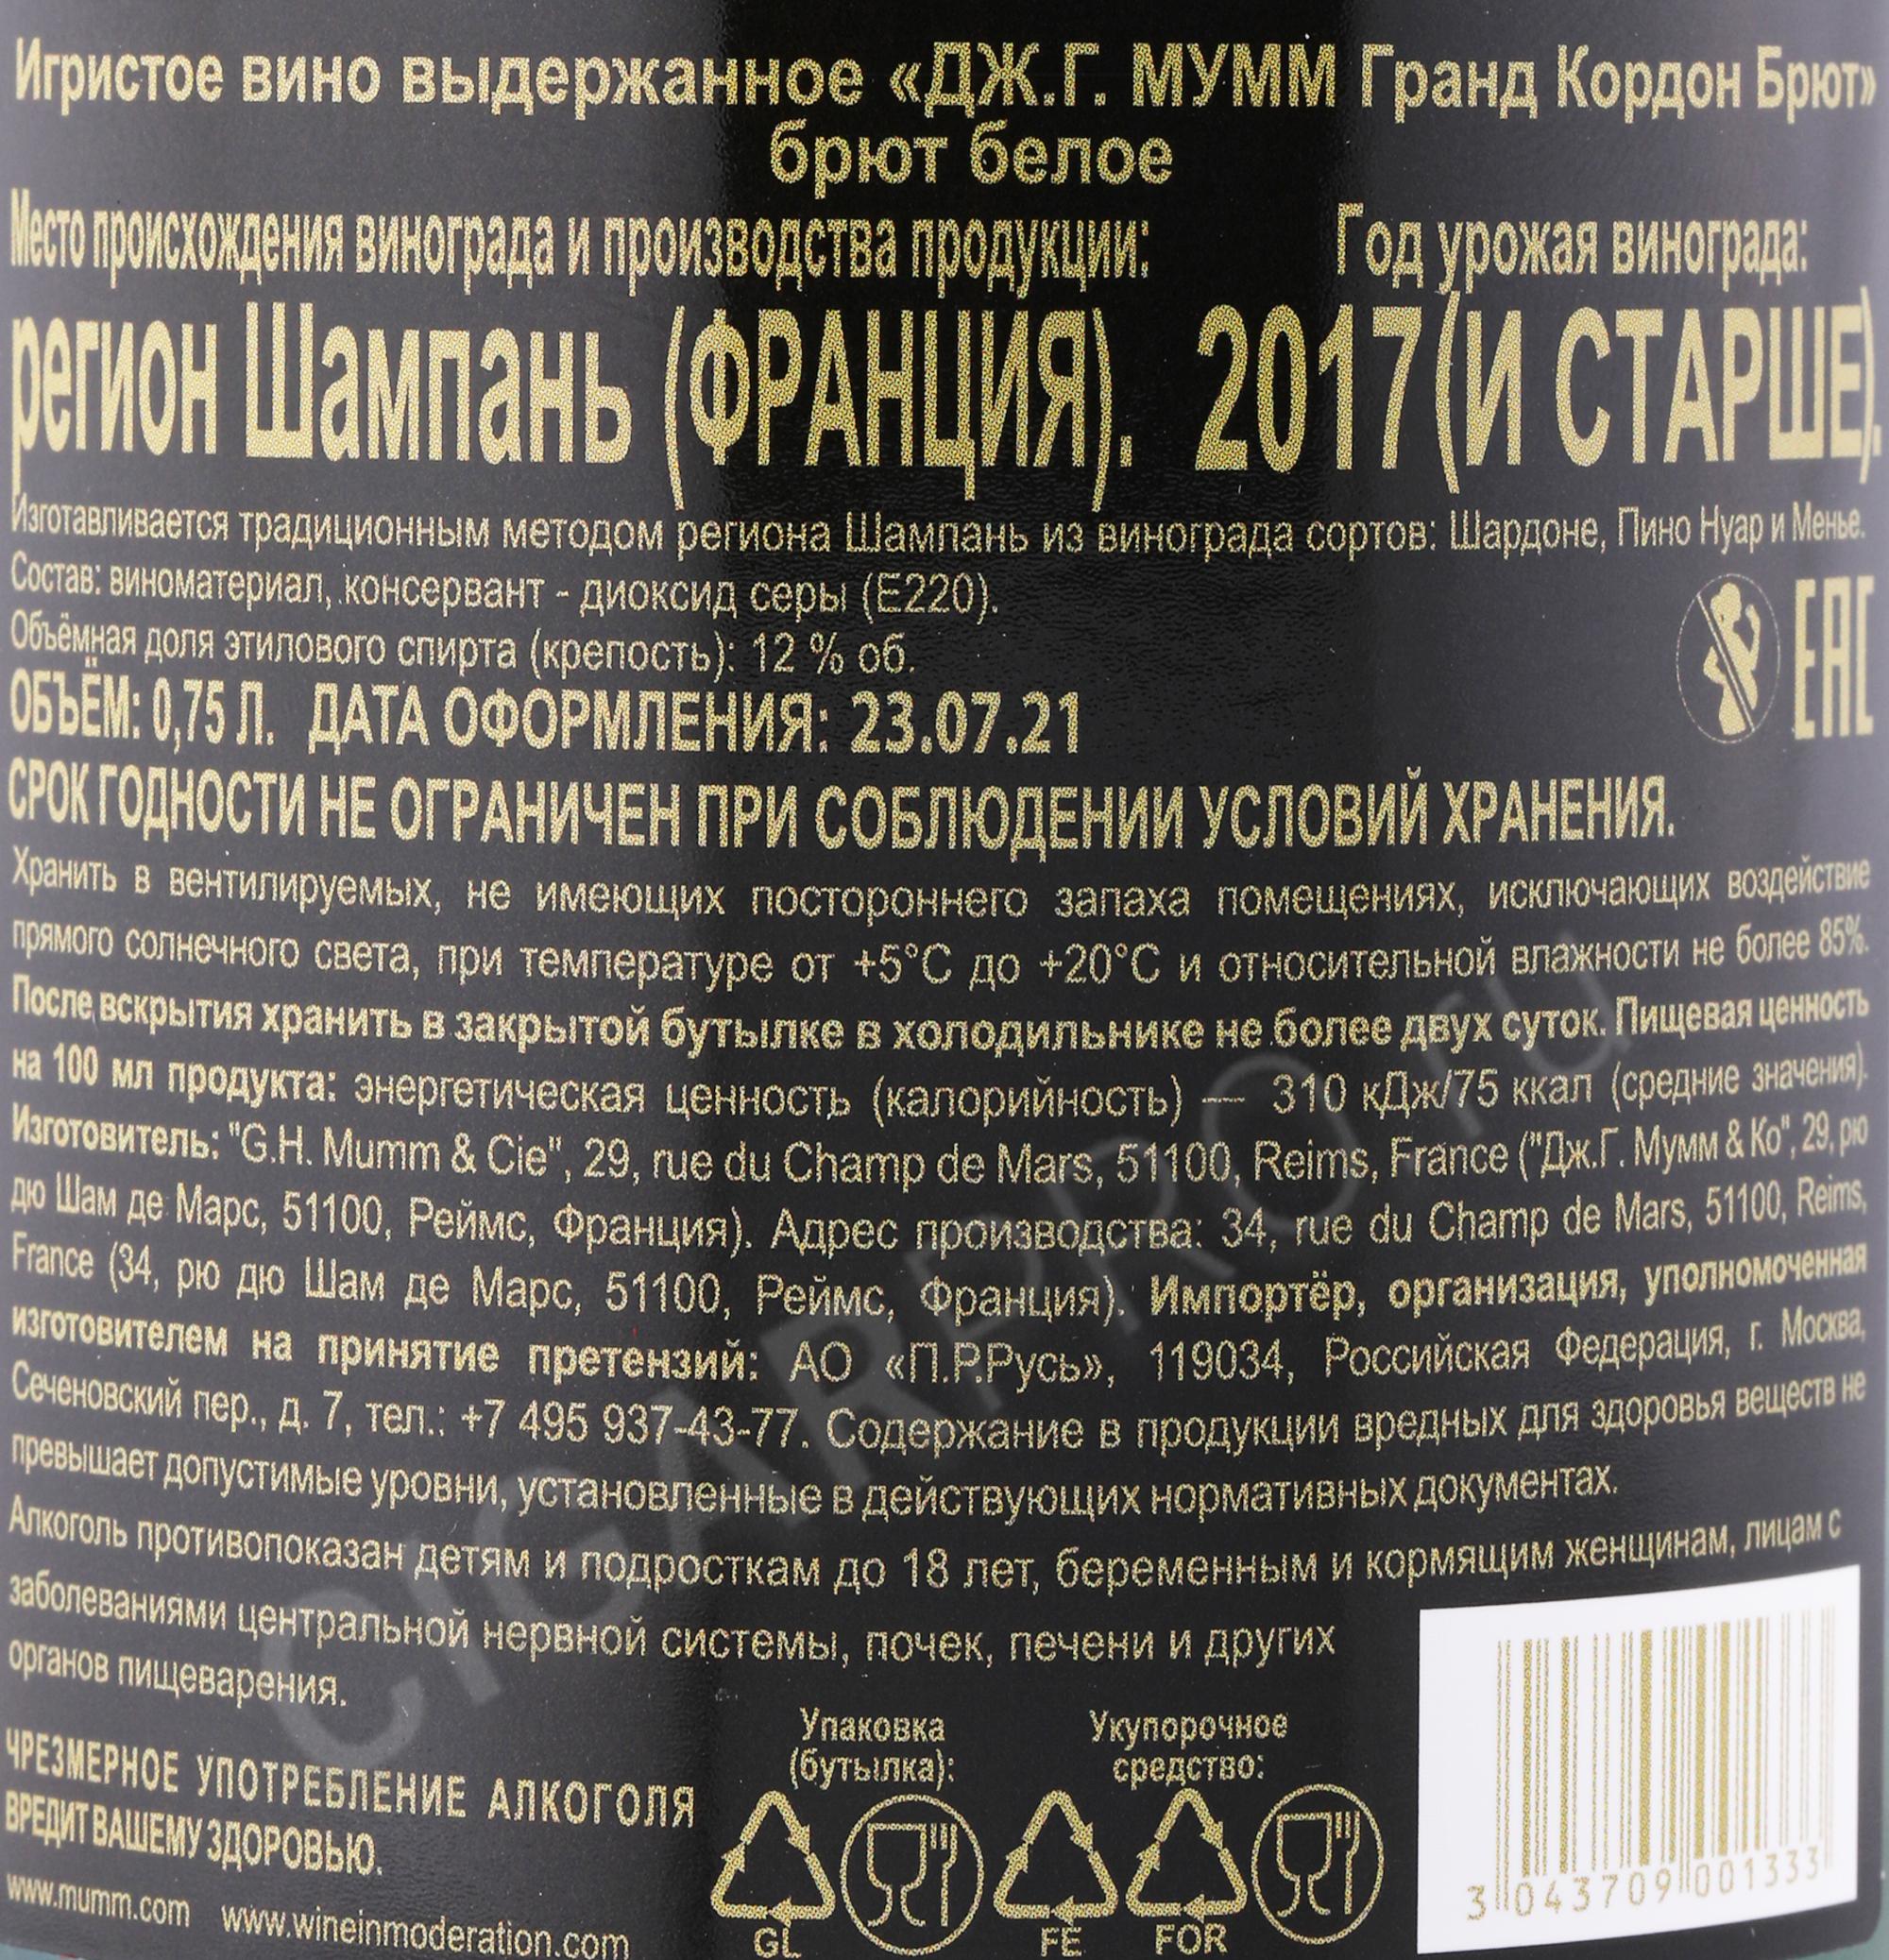 Игристое вино выдержанное «ДЖ.Г. МУММ Гранд Кордон Брют»
брют белое
Место происхождения винограда и производства продукции: Год урожая винограда:
регион Шампань (ФРАНЦИЯ). 2017(И СТАРШЕ).
Изготавливается традиционным методом региона Шампань из винограда сортов: Шардоне, Пино Нуар и Менье.
Состав: виноматериал, консервант - диоксид серы (Е220).
Объёмная доля этилового спирта (крепость): 12 % об.
EAC
ОБЪЁМ: 0,75 Л. ДАТА ОФОРМЛЕНИЯ: 23.07.21
СРОК ГОДНОСТИ НЕ ОГРАНИЧЕН ПРИ СОБЛЮДЕНИИ УСЛОВИЙ ХРАНЕНИЯ.
Хранить в вентилируемых, не имеющих постороннего запаха помещениях, исключающих воздействие
прямого солнечного света, при температуре от +5°C до +20°C и относительной влажности не более 85%.
После вскрытия хранить в закрытой бутылке в холодильнике не более двух суток. Пищевая ценность
на 100 мл продукта: энергетическая ценность (калорийность) — 310 кДж/75 ккал (средние значения).
Изготовитель: "G.H. Mumm & Cie", 29, rue du Champ de Mars, 51100, Reims, France ("Дж.Г. Мумм & Ко", 29, рю
дю Шам де Марс, 51100, Реймс, Франция). Адрес производства: 34, rue du Champ de Mars, 51100, Reims,
France (34, рю дю Шам де Марс, 51100, Реймс, Франция). Импортёр, организация, уполномоченная
изготовителем на принятие претензий: АО «П.Р.Русь», 119034, Российская Федерация, г. Москва,
Сеченовский пер., д. 7, тел.: +7 495 937-43-77. Содержание в продукции вредных для здоровья веществ не
превышает допустимые уровни, установленные в действующих нормативных документах.
Алкоголь противопоказан детям и подросткам до 18 лет, беременным и кормящим женщинам, лицам с
заболеваниями центральной нервной системы, почек, печени и других
органов пищеварения.
ЧРЕЗМЕРНОЕ УПОТРЕБЛЕНИЕ АЛКОГОЛЯ
ВРЕДИТ ВАШЕМУ ЗДОРОВЬЮ.
www.mumm.com www.wineinmoderation.com
Упаковка
(бутылка):
Укупорочное
средство:
GL FE FOR
3 043709 001333
CIGARPRO.ru